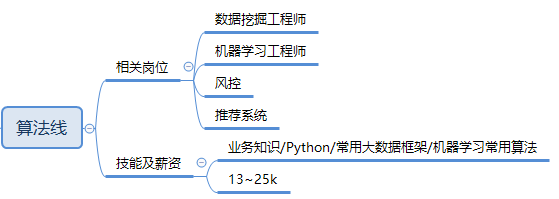 数据挖掘工程师
机器学习工程师
相关岗位
风控
推荐系统
算法线
业务知识/Python/常用大数据框架/机器学习常用算法
技能及薪资
13~25k